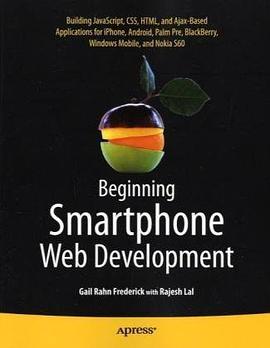 Building JavaScript, CSS, HTML, and Ajax-Based
Applications for iPhone, Android, Palm Pre, BlackBerry,
Windows Mobile, and Nokia S60
Beginning
Smartphone
Web Development
Gail Rahn Frederick with Rajesh Lal
Apress®